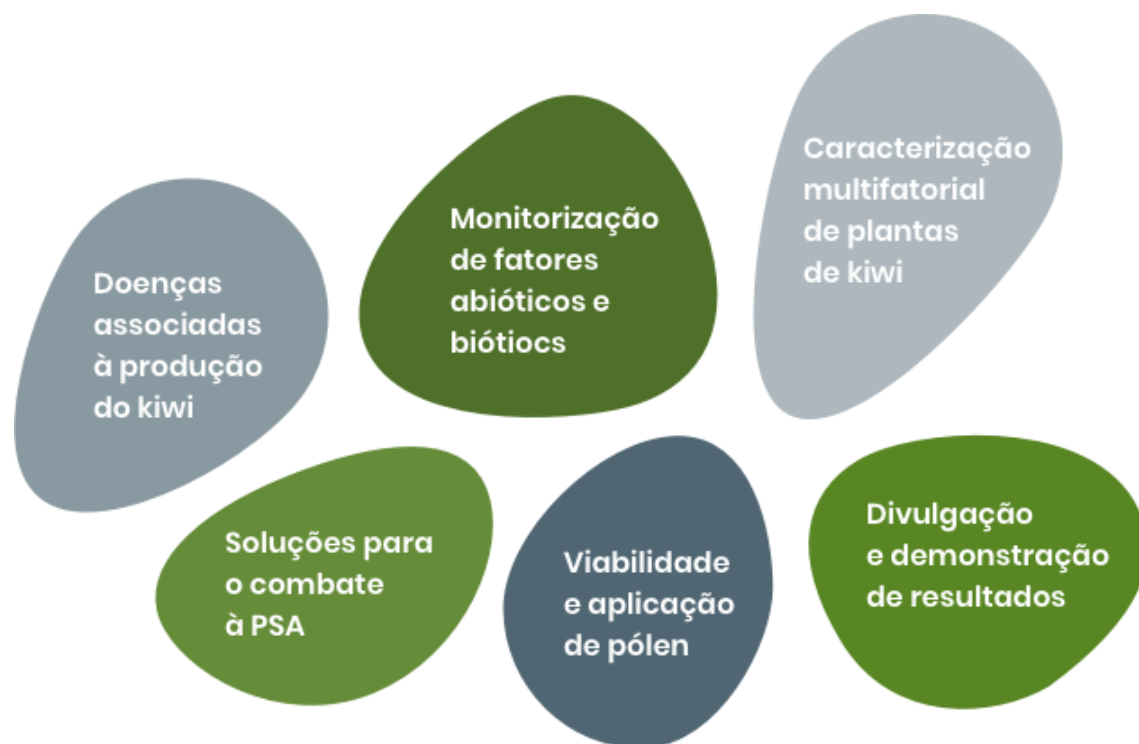 Doenças
associadas
à produção
do kiwi
Monitorização
de fatores
abióticos e
biótiocs
Caracterização
multifatorial
de plantas
de kiwi
Soluções para
o combate
à PSA
Viabilidade
e aplicação
de pólen
Divulgação
e demonstração
de resultados